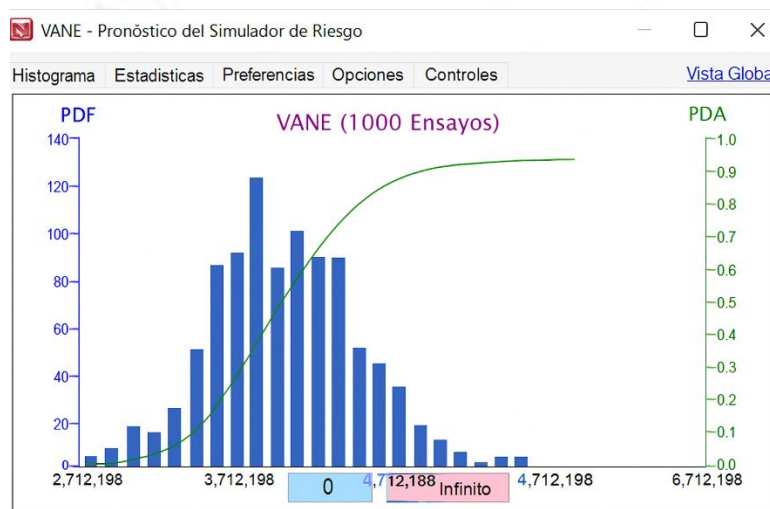 VANE - Pronóstico del Simulador de Riesgo
Histograma Estadisticas Preferencias Opciones Controles Vista Globa
PDF VANE (1000 Ensayos) PDA
140 1.0
0.9
120
0.8
100 0.7
80 0.6
0.5
60 0.4
40 0.3
0.2
20 0.1
0 0.0
2,712,198 3,712,198 4,712,188 4,712,198 6,712,198
0 Infinito